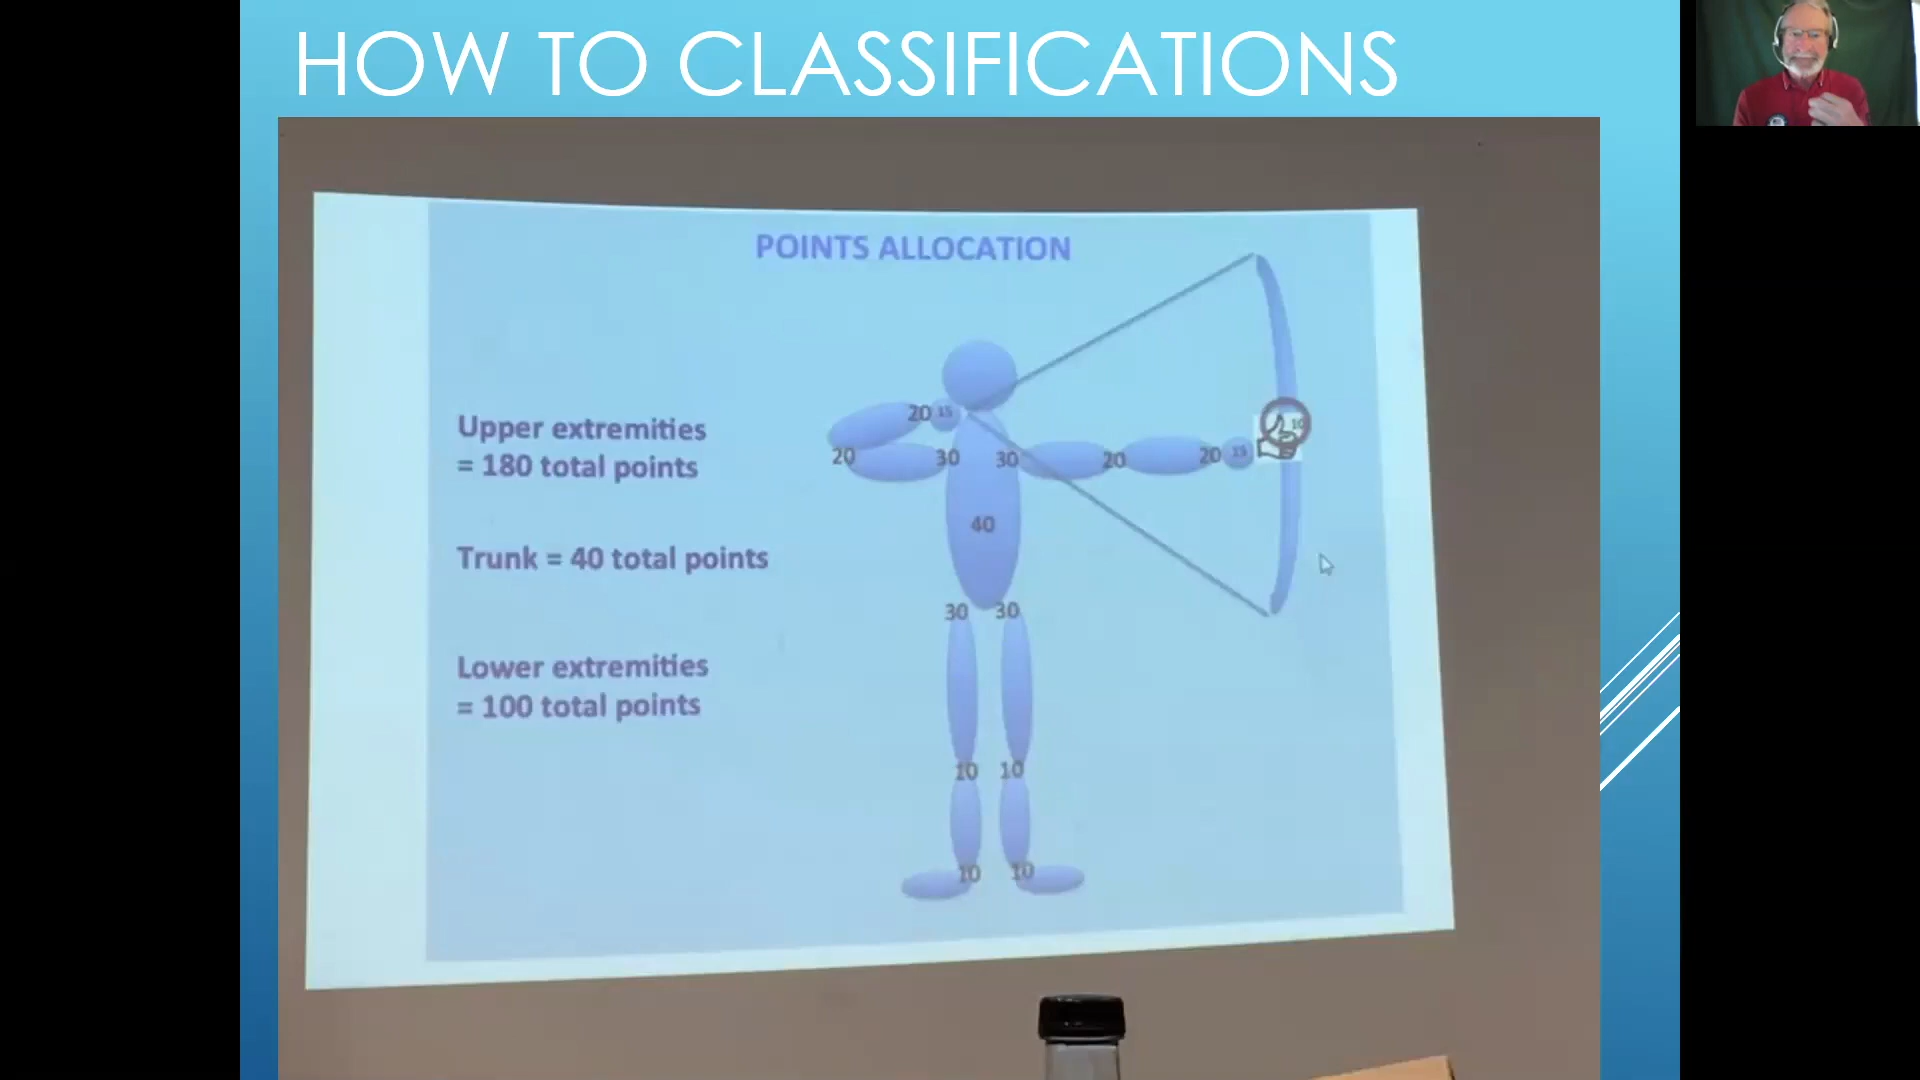 HOW TO CLASSIFICATIONS
POINTS ALLOCATION
Upper extremities
= 180 total points
Trunk = 40 total points
Lower extremities
= 100 total points
20 15
10
20 30 30 20 20 15
40
30 30
10 10
10 10